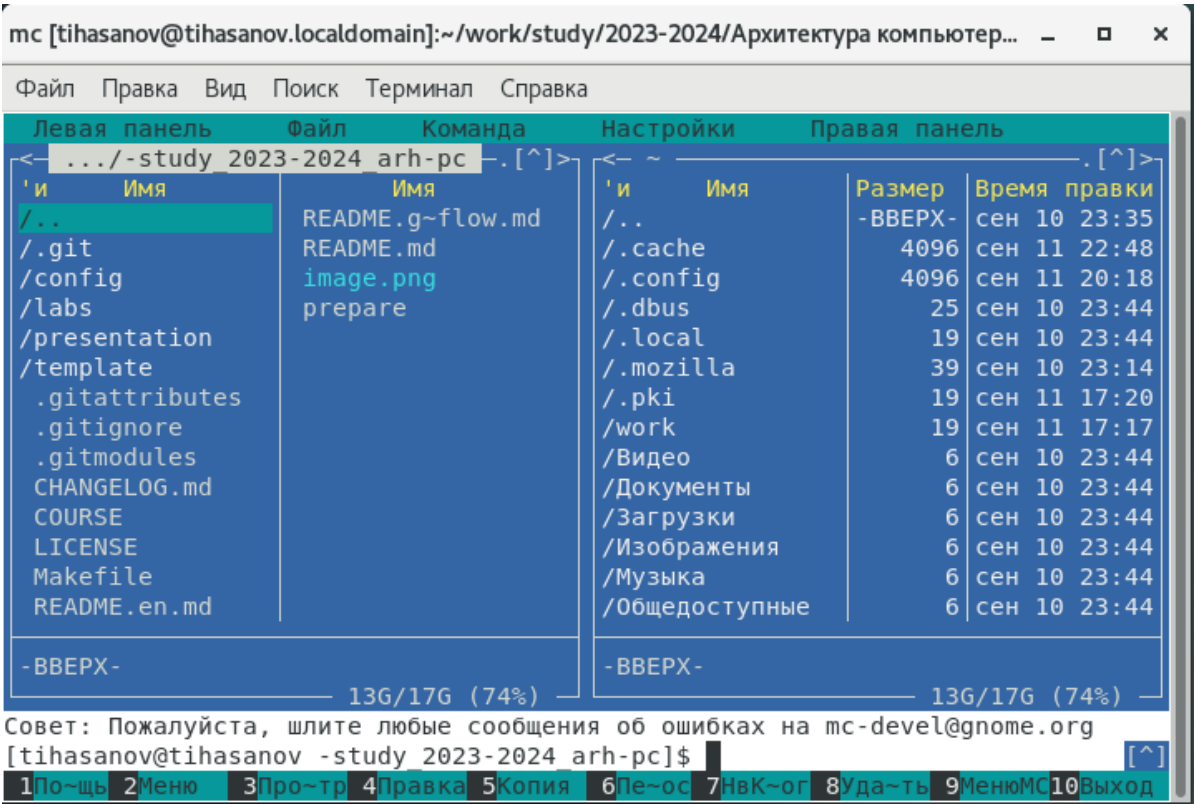 mc [tihasanov@tihasanov.localdomain]:~/work/study/2023-2024/Архитектура компьютер...
Файл Правка Вид Поиск Терминал Справка
Левая панель Файл Команда Настройки Правая панель
<— .../-study_2023-2024_arh-pc —.[^]> <— ~ —.[^]>
'и Имя Имя 'и Имя Размер Время правки
/.. README.g~flow.md /.. -ВВЕРХ- сен 10 23:35
/.git README.md /.cache 4096 сен 11 22:48
/config image.png /.config 4096 сен 11 20:18
/labs prepare /.dbus 25 сен 10 23:44
/presentation /.local 19 сен 10 23:44
/template /.mozilla 39 сен 10 23:14
.gitattributes /.pki 19 сен 11 17:20
.gitignore /work 19 сен 11 17:17
.gitmodules /Видео 6 сен 10 23:44
CHANGELOG.md /Документы 6 сен 10 23:44
COURSE /Загрузки 6 сен 10 23:44
LICENSE /Изображения 6 сен 10 23:44
Makefile /Музыка 6 сен 10 23:44
README.en.md /Общедоступные 6 сен 10 23:44
-ВВЕРХ- -ВВЕРХ-
13G/17G (74%) 13G/17G (74%)
Совет: Пожалуйста, шлите любые сообщения об ошибках на mc-devel@gnome.org
[tihasanov@tihasanov -study_2023-2024_arh-pc]$ [^]
1По~щь 2Меню 3Про~тр 4Правка 5Копия 6Пе~ос 7НвК~ог 8Уда~ть 9МенюМС 10Выход